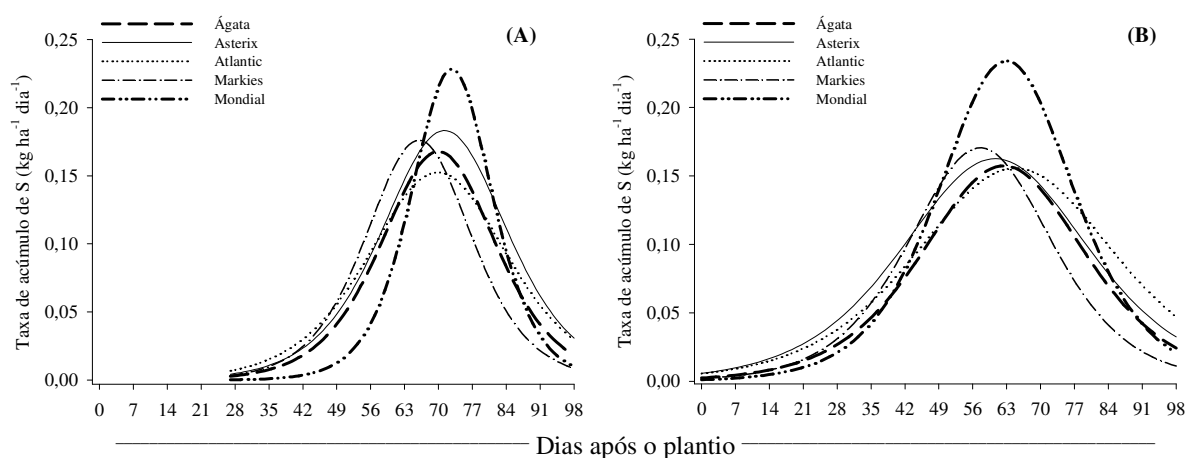 Ágata
Asterix
Atlantic
Markies
Mondial
(A)
Taxa de acúmulo de S (kg ha⁻¹ dia⁻¹)
0,25
0,20
0,15
0,10
0,05
0,00
0 7 14 21 28 35 42 49 56 63 70 77 84 91 98
Ágata
Asterix
Atlantic
Markies
Mondial
(B)
Taxa de acúmulo de S (kg ha⁻¹ dia⁻¹)
0,25
0,20
0,15
0,10
0,05
0,00
0 7 14 21 28 35 42 49 56 63 70 77 84 91 98
Dias após o plantio